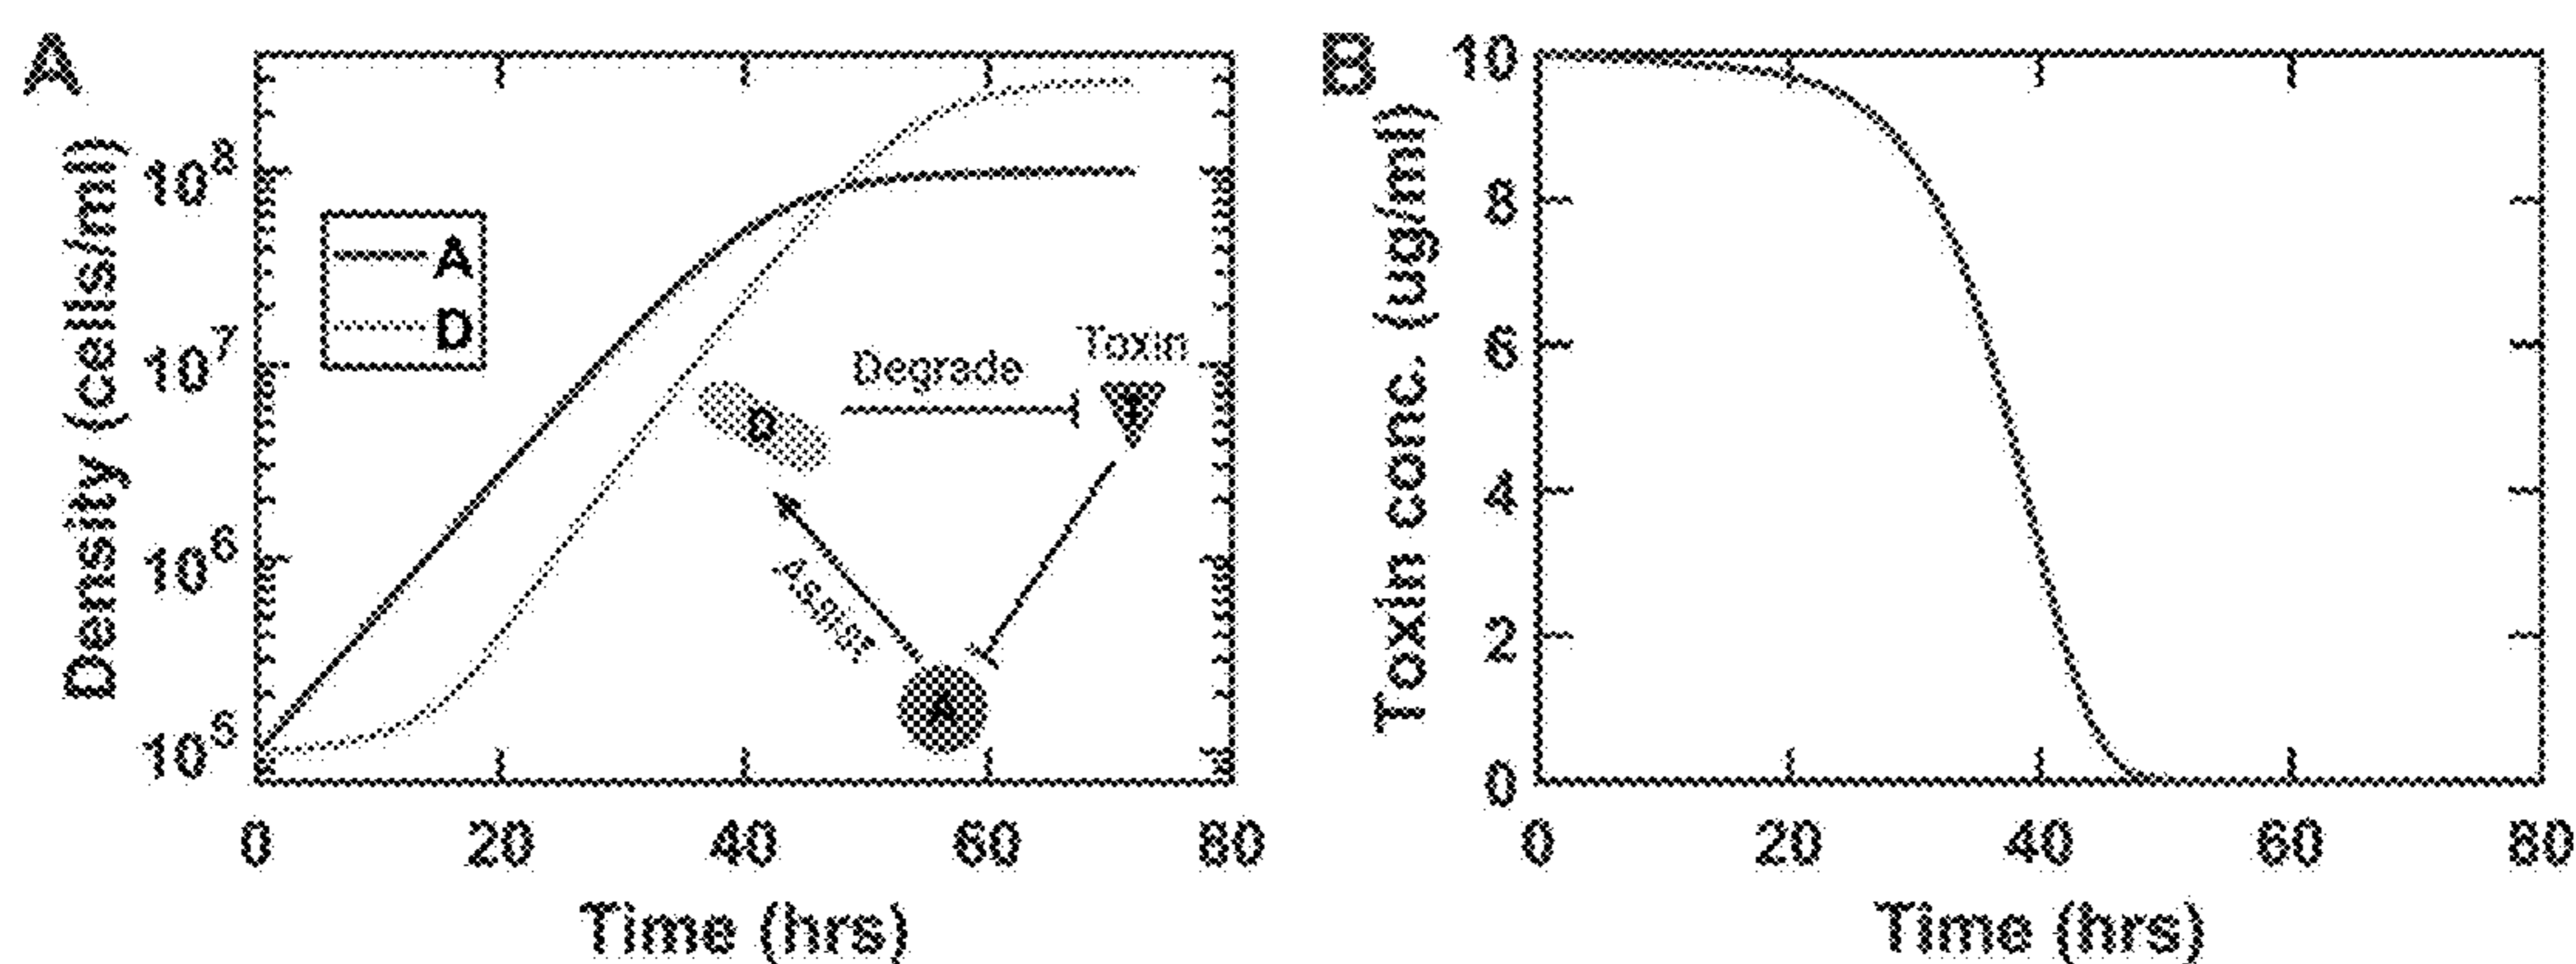 A
Density (cells/ml)
10^8
10^7
10^6
10^5
0 20 40 60 80
Time (hrs)
A
D
Degrade
Toxin
D
T
Assist
A
B
Toxin conc. (ug/ml)
10
8
6
4
2
0
0 20 40 60 80
Time (hrs)